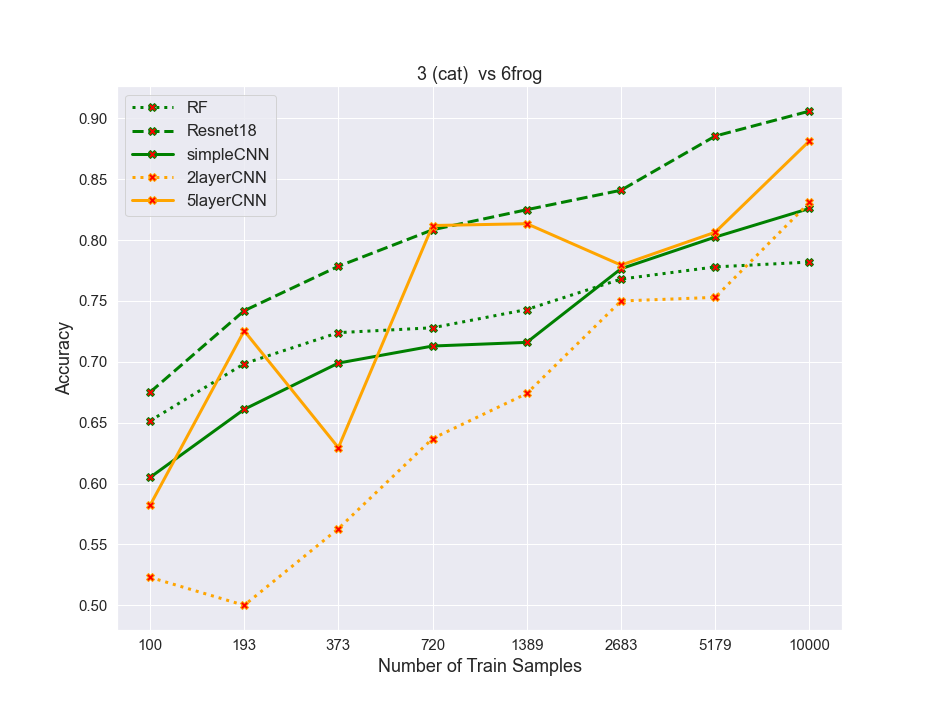 3 (cat)  vs 6frog
RF
Resnet18
simpleCNN
2layerCNN
5layerCNN
0.90
0.85
0.80
0.75
0.70
0.65
0.60
0.55
0.50
Accuracy
100 193 373 720 1389 2683 5179 10000
Number of Train Samples